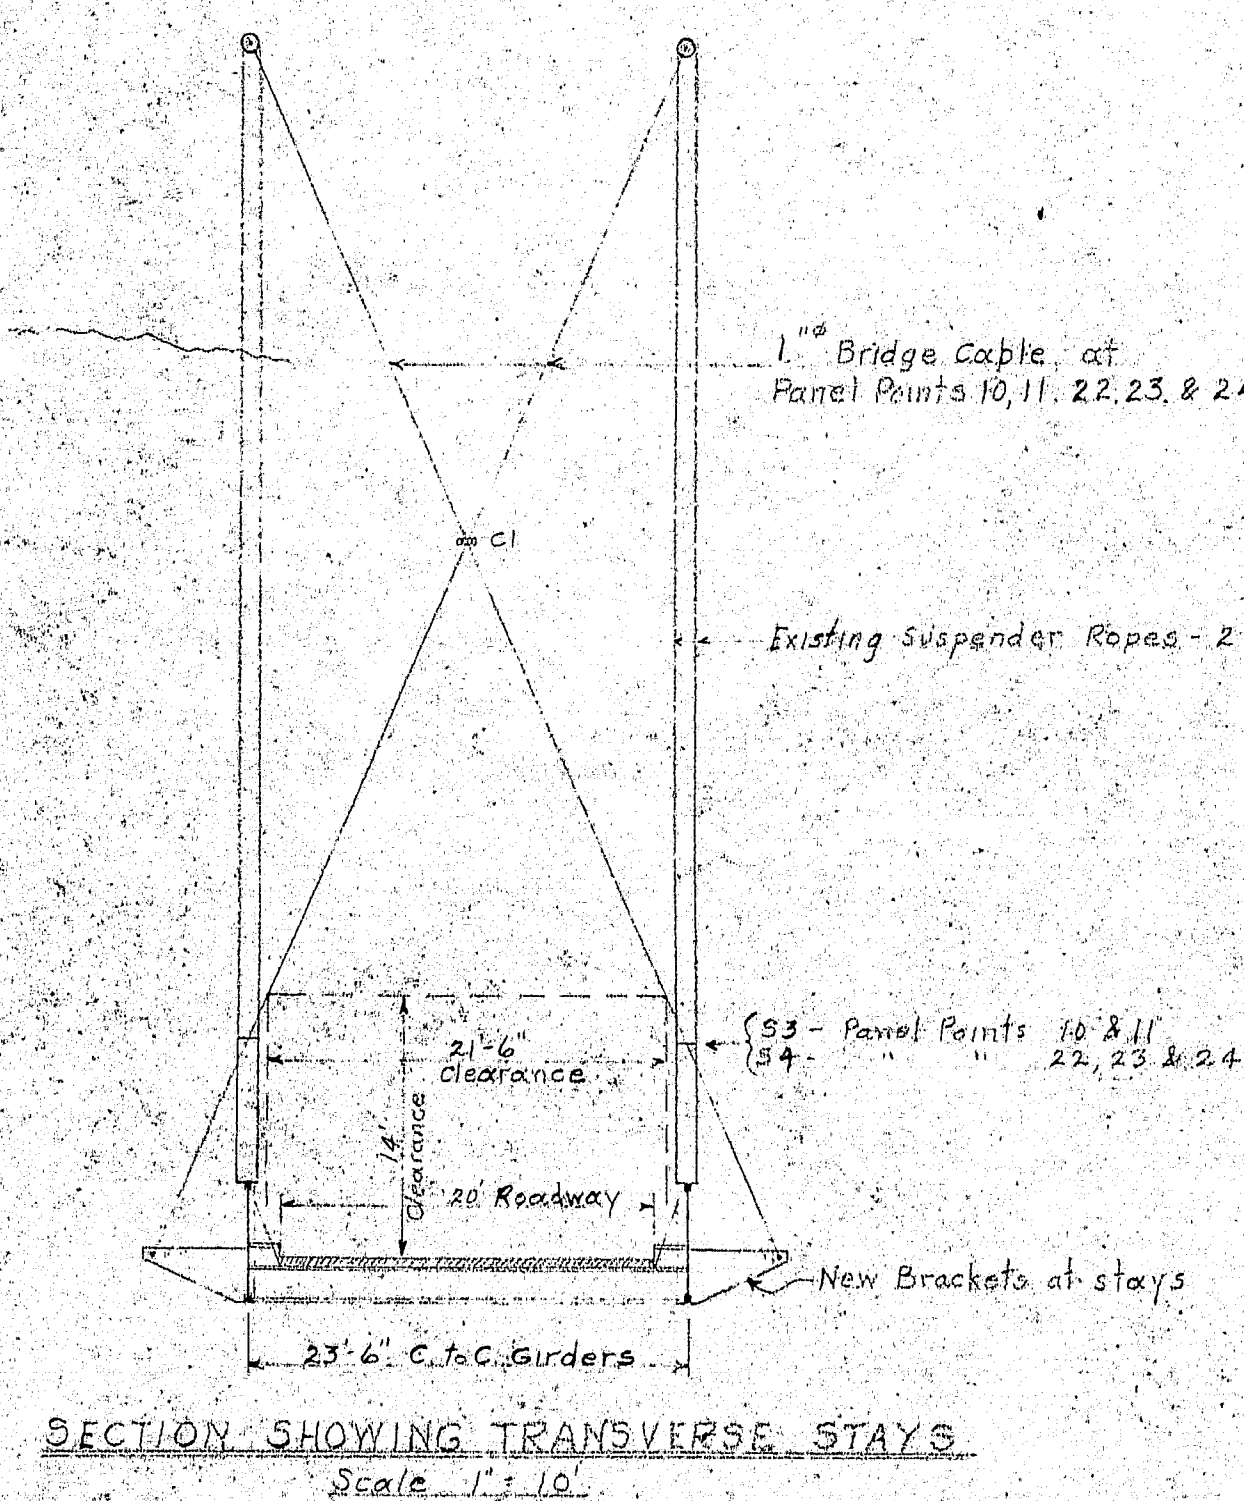 1"ø Bridge Cable at
Panel Points 10, 11, 22, 23, & 24
C1
Existing Suspender Ropes - 2
S3 - Panel Points 10 & 11
S4 - " " 22, 23 & 24
21'-6"
Clearance
14'
Clearance
20' Roadway
New Brackets at stays
23'-6" C. to C. Girders
SECTION SHOWING TRANSVERSE STAYS
Scale 1" = 10'